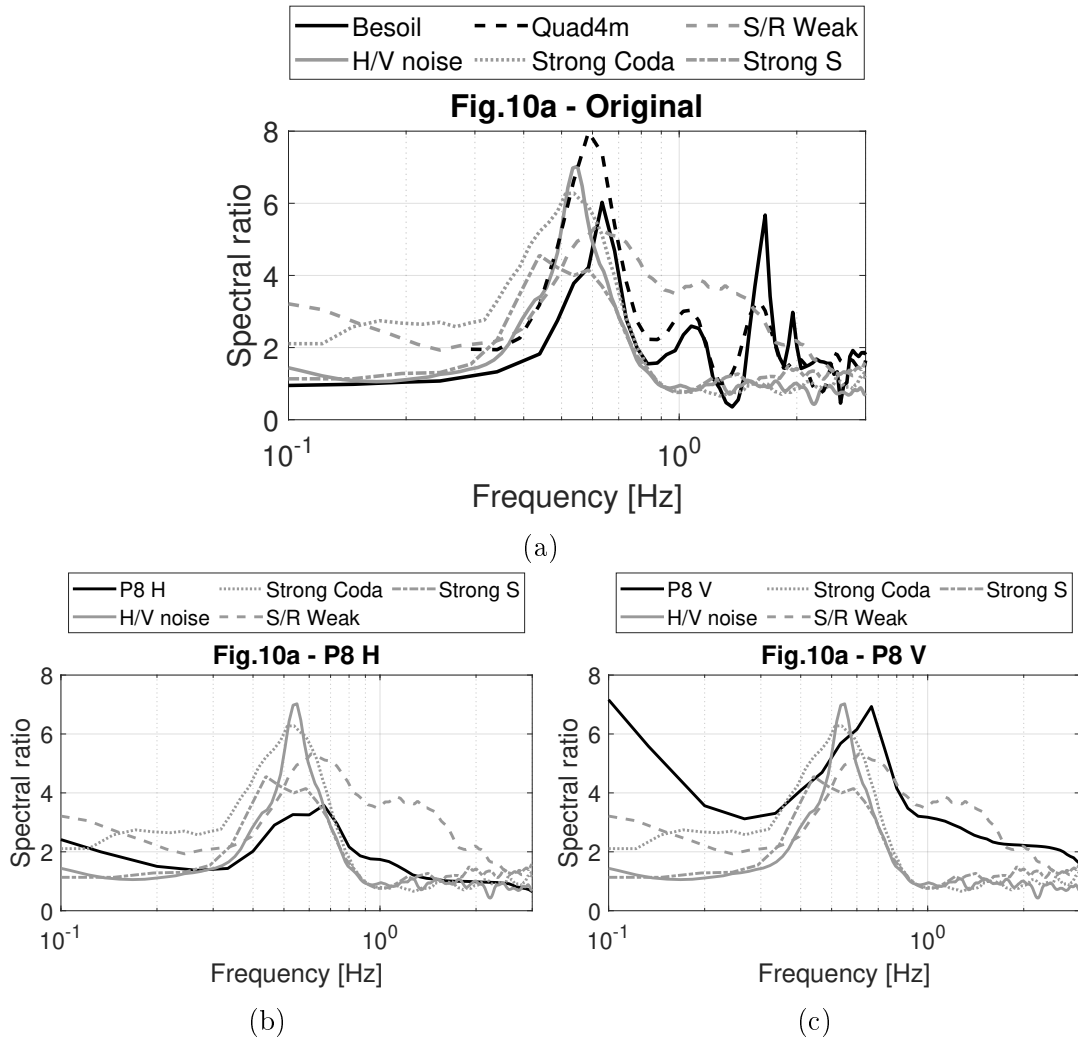 Besoil Quad4m S/R Weak
H/V noise Strong Coda Strong S
Fig.10a - Original
8
6
4
2
0
Spectral ratio
10^-1 10^0
Frequency [Hz]
(a)
P8 H Strong Coda Strong S
H/V noise S/R Weak
Fig.10a - P8 H
8
6
4
2
0
Spectral ratio
10^-1 10^0
Frequency [Hz]
(b)
P8 V Strong Coda Strong S
H/V noise S/R Weak
Fig.10a - P8 V
8
6
4
2
0
Spectral ratio
10^-1 10^0
Frequency [Hz]
(c)